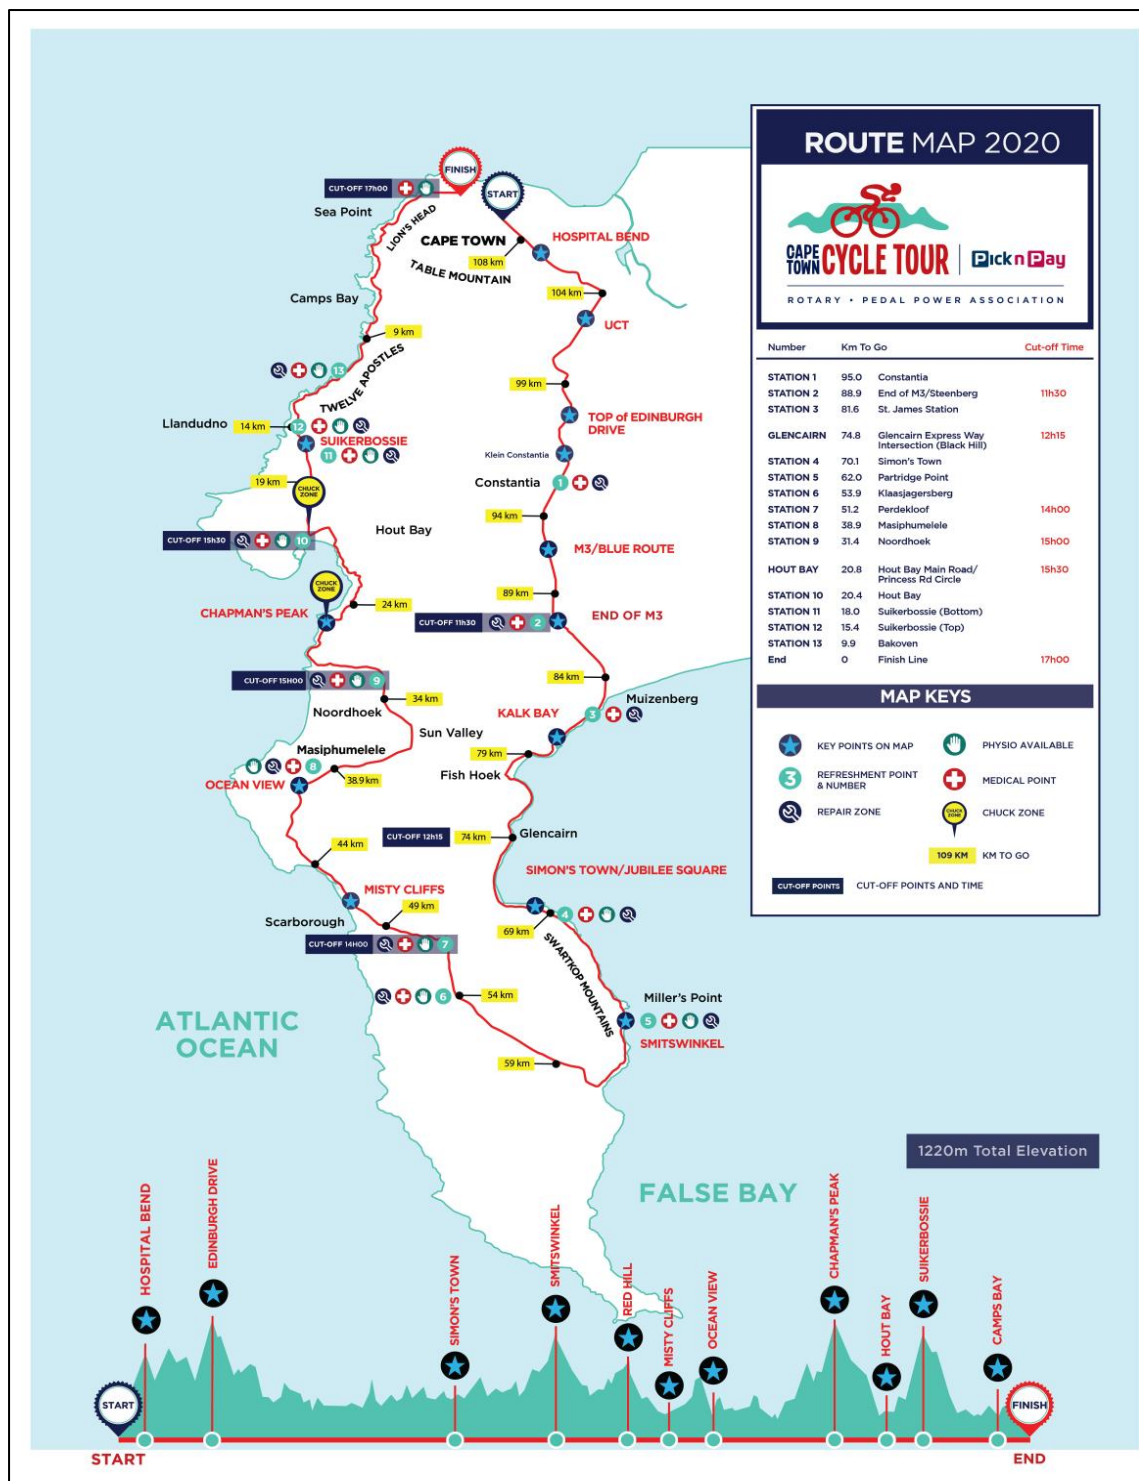 ROUTE MAP 2020
CAPE TOWN CYCLE TOUR
Pick n Pay
ROTARY • PEDAL POWER ASSOCIATION
Number Km To Go Cut-off Time
STATION 1 95.0 Constantia
STATION 2 88.9 End of M3/Steenberg 11h30
STATION 3 81.6 St. James Station
GLENCAIRN 74.8 Glencairn Express Way
Intersection (Black Hill) 12h15
STATION 4 70.1 Simon's Town
STATION 5 62.0 Partridge Point
STATION 6 53.9 Klaasjagersberg
STATION 7 51.2 Perdekloof 14h00
STATION 8 38.9 Masiphumelele
STATION 9 31.4 Noordhoek 15h00
HOUT BAY 20.8 Hout Bay Main Road/
Princess Rd Circle 15h30
STATION 10 20.4 Hout Bay
STATION 11 18.0 Suikerbossie (Bottom)
STATION 12 15.4 Suikerbossie (Top)
STATION 13 9.9 Bakoven
End 0 Finish Line 17h00
MAP KEYS
KEY POINTS ON MAP
PHYSIO AVAILABLE
3 REFRESHMENT POINT
& NUMBER
MEDICAL POINT
REPAIR ZONE
CHUCK ZONE CHUCK ZONE
109 KM KM TO GO
CUT-OFF POINTS CUT-OFF POINTS AND TIME
FINISH
START
CUT-OFF 17h00
Sea Point
LION'S HEAD
CAPE TOWN
HOSPITAL BEND
108 km
TABLE MOUNTAIN
104 km
Camps Bay
UCT
9 km
13
TWELVE APOSTLES
99 km
TOP of EDINBURGH
DRIVE
Llandudno 14 km 12
SUIKERBOSSIE
11
Klein Constantia
19 km
CHUCK ZONE
Constantia 1
94 km
Hout Bay
CUT-OFF 15h30 10
M3/BLUE ROUTE
CHUCK ZONE
24 km
89 km
CHAPMAN'S PEAK
CUT-OFF 11h30 2
END OF M3
CUT-OFF 15H00 9
84 km
34 km
Muizenberg
Noordhoek
KALK BAY
3
Sun Valley
Masiphumelele
79 km
8
38.9 km
Fish Hoek
OCEAN VIEW
CUT-OFF 12h15 74 km Glencairn
44 km
SIMON'S TOWN/JUBILEE SQUARE
MISTY CLIFFS
49 km
Scarborough
4
69 km
CUT-OFF 14H00 7
SWARTKOP MOUNTAINS
6 54 km
Miller's Point
5
SMITSWINKEL
ATLANTIC
OCEAN
59 km
1220m Total Elevation
FALSE BAY
HOSPITAL BEND
EDINBURGH DRIVE
SIMON'S TOWN
SMITSWINKEL
RED HILL
MISTY CLIFFS
OCEAN VIEW
CHAPMAN'S PEAK
HOUT BAY
SUIKERBOSSIE
CAMPS BAY
START
FINISH
START
END